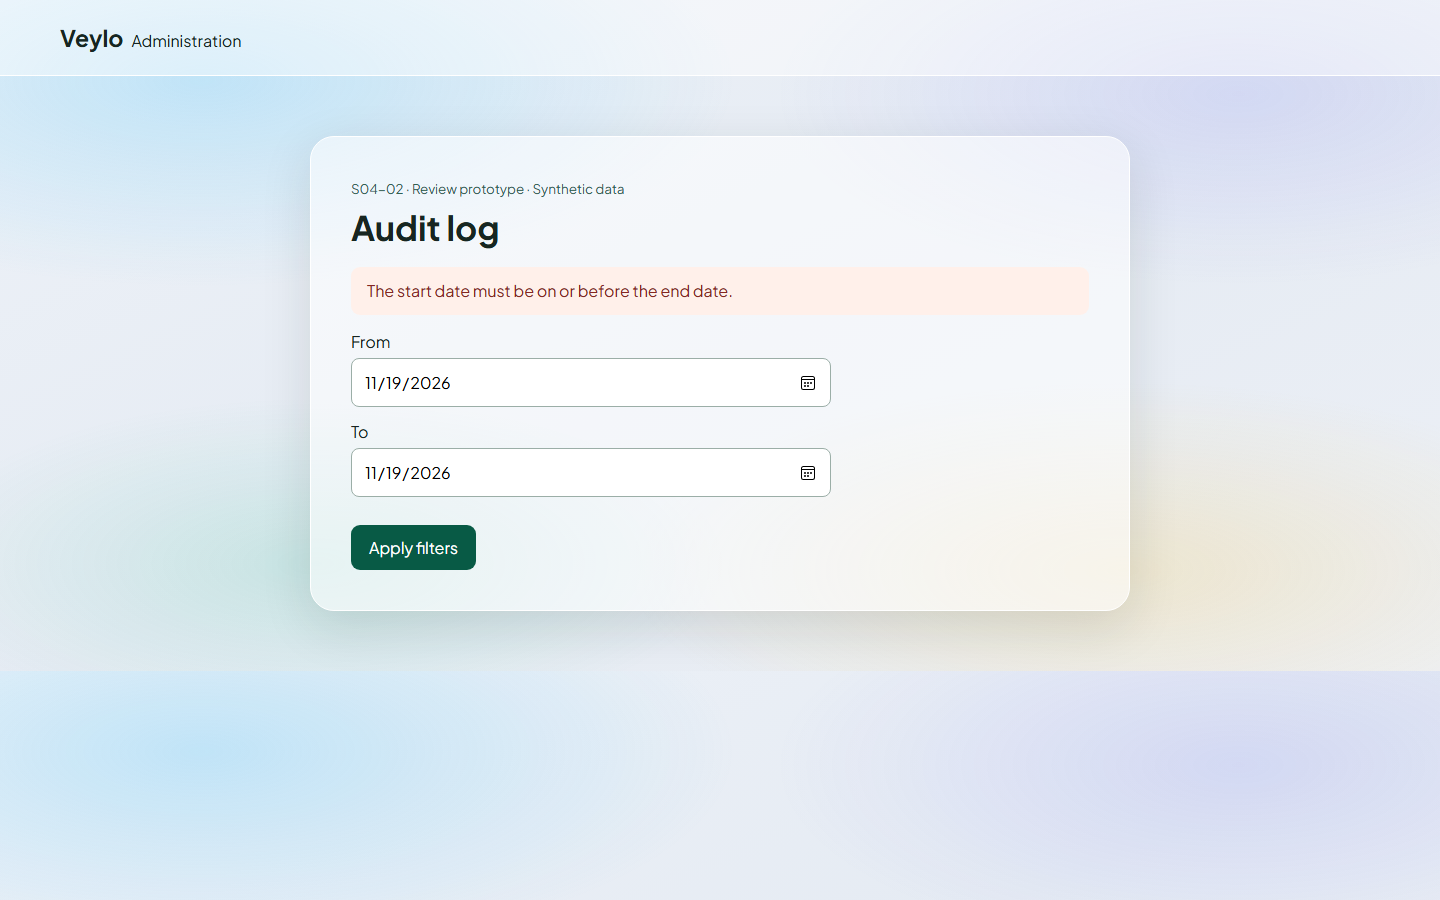 Veylo Administration
S04–02 · Review prototype · Synthetic data
Audit log
The start date must be on or before the end date.
From
11/19/2026
To
11/19/2026
Apply filters